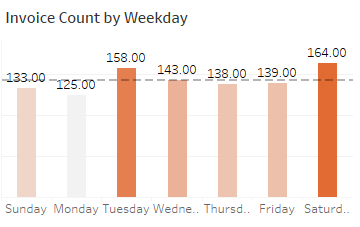 Invoice Count by Weekday
133.00 125.00 158.00 143.00 138.00 139.00 164.00
Sunday Monday Tuesday Wedne.. Thursd.. Friday Saturd..